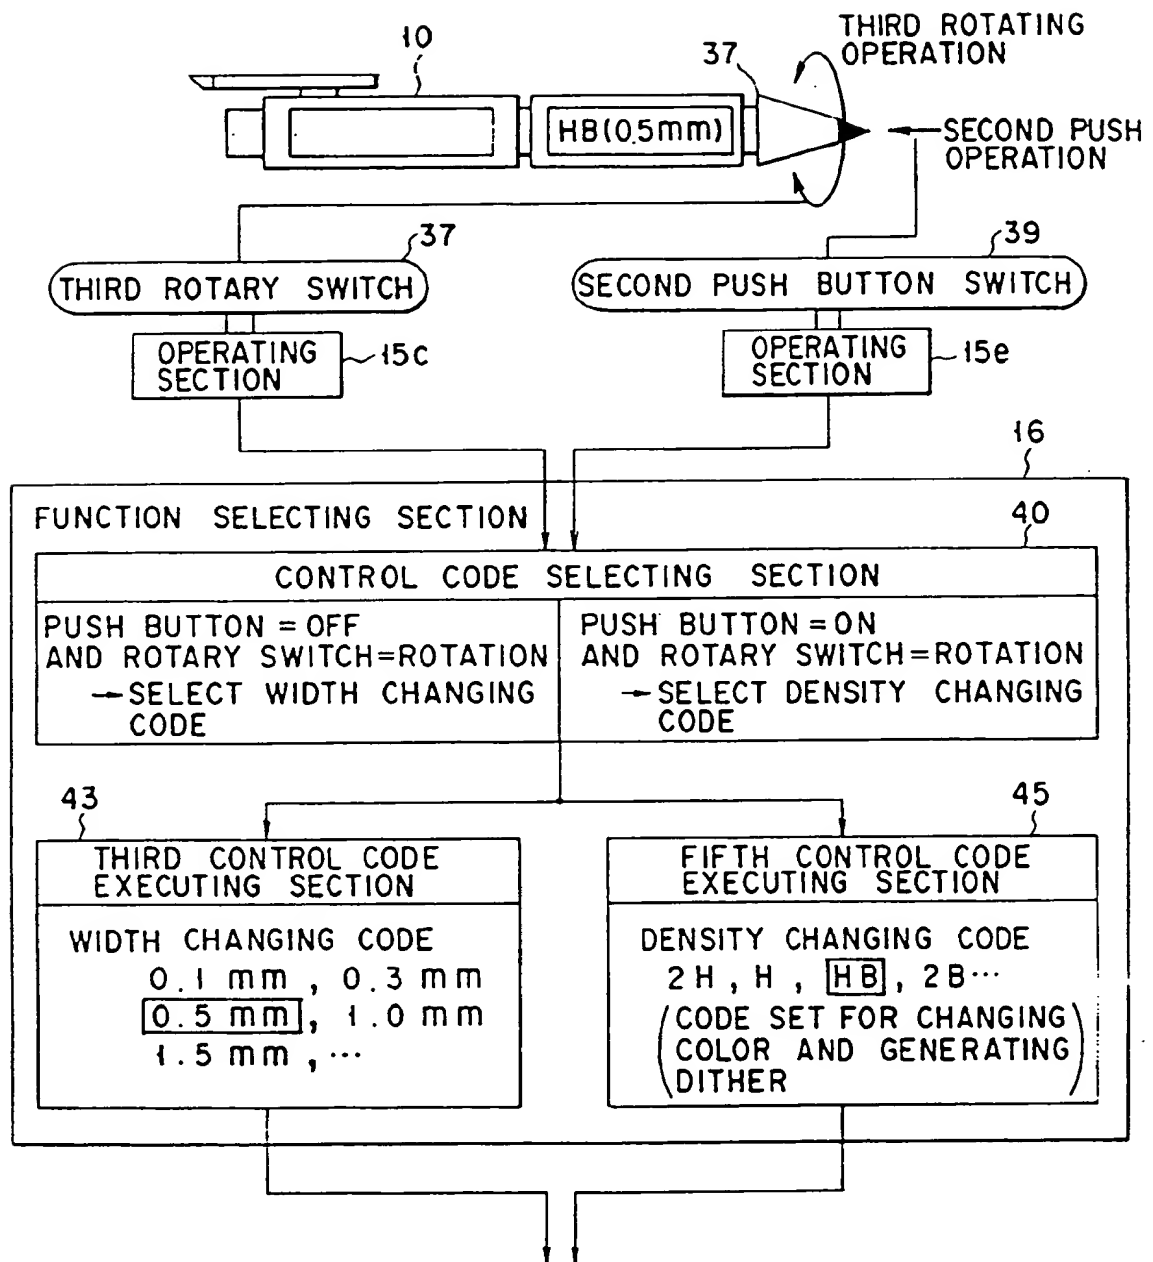 THIRD ROTATING
OPERATION
10
37
HB(0.5mm)
SECOND PUSH
OPERATION
37
39
THIRD ROTARY SWITCH
SECOND PUSH BUTTON SWITCH
OPERATING
SECTION
15c
OPERATING
SECTION
15e
16
FUNCTION SELECTING SECTION
40
CONTROL CODE SELECTING SECTION
PUSH BUTTON = OFF
AND ROTARY SWITCH=ROTATION
→ SELECT WIDTH CHANGING
CODE
PUSH BUTTON = ON
AND ROTARY SWITCH=ROTATION
→ SELECT DENSITY CHANGING
CODE
43
THIRD CONTROL CODE
EXECUTING SECTION
WIDTH CHANGING CODE
0.1 mm , 0.3 mm
0.5 mm , 1.0 mm
1.5 mm , ...
45
FIFTH CONTROL CODE
EXECUTING SECTION
DENSITY CHANGING CODE
2H , H , HB , 2B...
(CODE SET FOR CHANGING
COLOR AND GENERATING
DITHER)